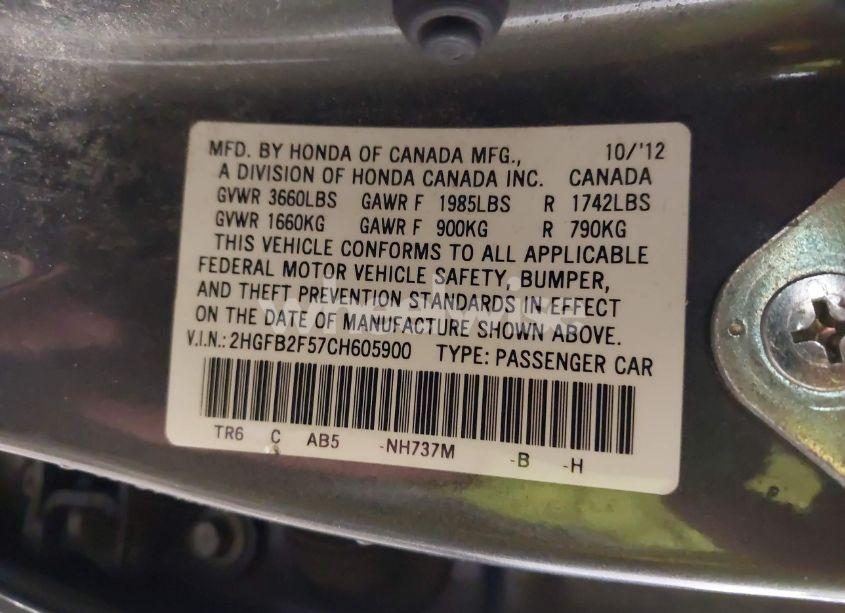 MFD. BY HONDA OF CANADA MFG., 10/'12
A DIVISION OF HONDA CANADA INC. CANADA
GVWR 3660LBS GAWR F 1985LBS R 1742LBS
GVWR 1660KG GAWR F 900KG R 790KG
THIS VEHICLE CONFORMS TO ALL APPLICABLE
FEDERAL MOTOR VEHICLE SAFETY, BUMPER,
AND THEFT PREVENTION STANDARDS IN EFFECT
ON THE DATE OF MANUFACTURE SHOWN ABOVE.
V.I.N.: 2HGFB2F57CH605900 TYPE: PASSENGER CAR
TR6 C AB5 -NH737M -B -H
wheelwise